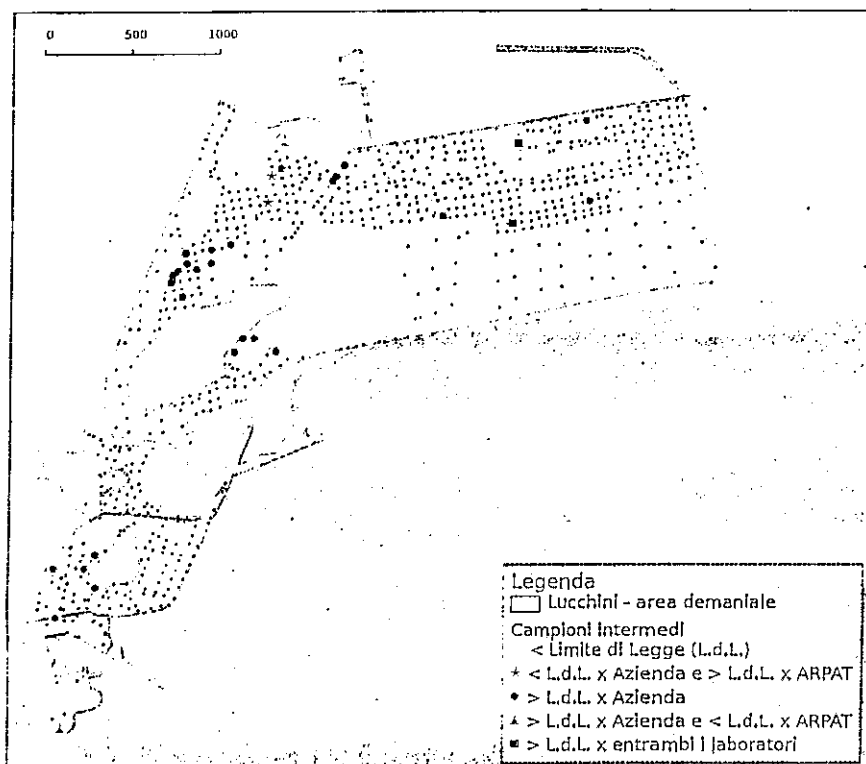 0 500 1000
Legenda
Lucchini - area demaniale
Campioni Intermedi
< Limite di Legge (L.d.L.)
< L.d.L. x Azienda e > L.d.L. x ARPAT
> L.d.L. x Azienda
> L.d.L. x Azienda e < L.d.L. x ARPAT
> L.d.L. x entrambi i laboratori